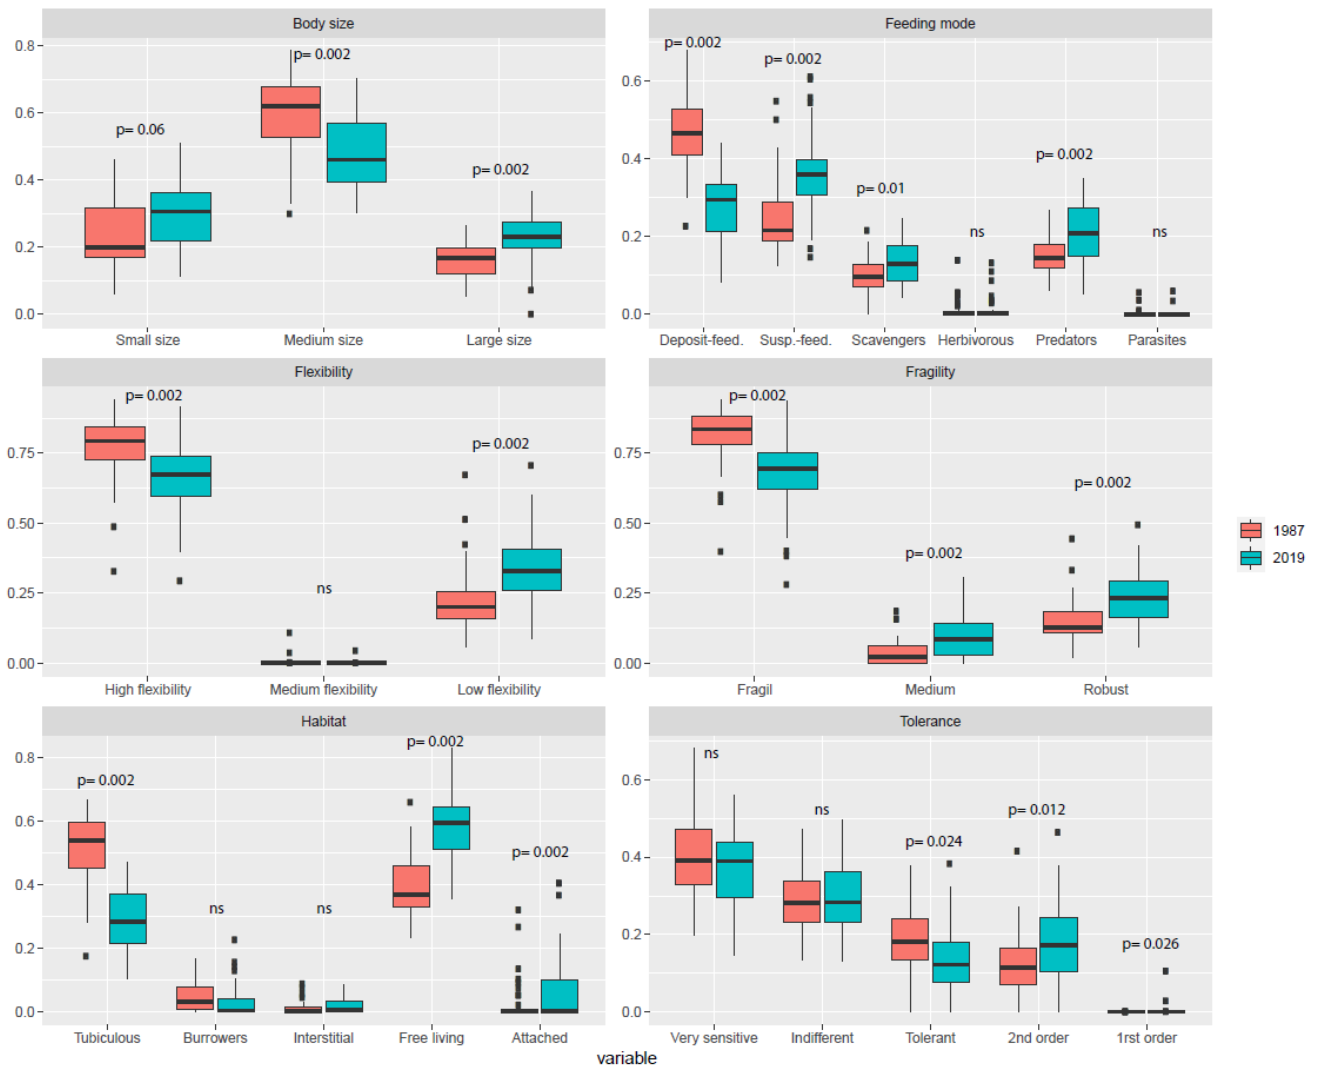 Body size
0.8
0.6
0.4
0.2
0.0
p= 0.06
p= 0.002
p= 0.002
Small size
Medium size
Large size
Feeding mode
0.6
0.4
0.2
0.0
p= 0.002
p= 0.002
p= 0.01
ns
p= 0.002
ns
Deposit-feed.
Susp.-feed.
Scavengers
Herbivorous
Predators
Parasites
Flexibility
0.75
0.50
0.25
0.00
p= 0.002
ns
p= 0.002
High flexibility
Medium flexibility
Low flexibility
Fragility
0.75
0.50
0.25
0.00
p= 0.002
p= 0.002
p= 0.002
Fragil
Medium
Robust
1987
2019
Habitat
0.8
0.6
0.4
0.2
0.0
p= 0.002
ns
ns
p= 0.002
p= 0.002
Tubiculous
Burrowers
Interstitial
Free living
Attached
Tolerance
0.6
0.4
0.2
0.0
ns
ns
p= 0.024
p= 0.012
p= 0.026
Very sensitive
Indifferent
Tolerant
2nd order
1rst order
variable